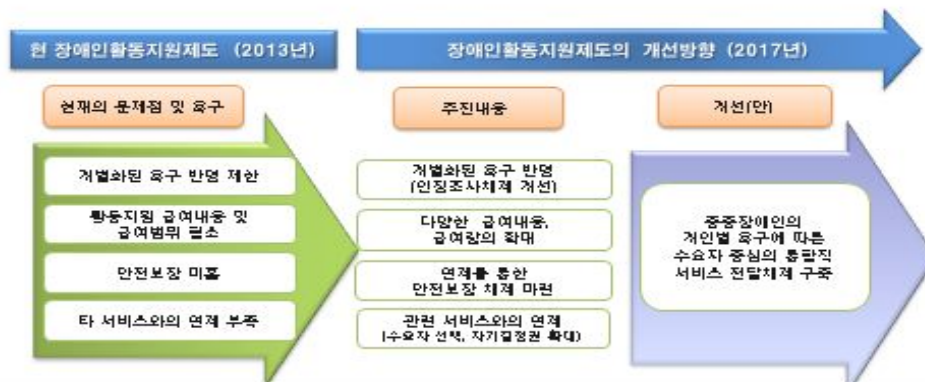 현 장애인활동지원제도 (2013년)
장애인활동지원제도의 개선방향 (2017년)
현재의 문제점 및 욕구
추진내용
개선(안)
개별화된 욕구 반영 제한
활동지원 급여내용 및
급여범위 협소
안전보장 미흡
타 서비스와의 연계 부족
개별화된 욕구 반영
(인정조사체계 개선)
다양한 급여내용,
급여량의 확대
연계를 통한
안전보장 체계 마련
관련 서비스와의 연계
(수요자 선택, 자기결정권 확대)
중증장애인의
개인별 욕구에 따른
수요자 중심의 통합적
서비스 전달체계 구축